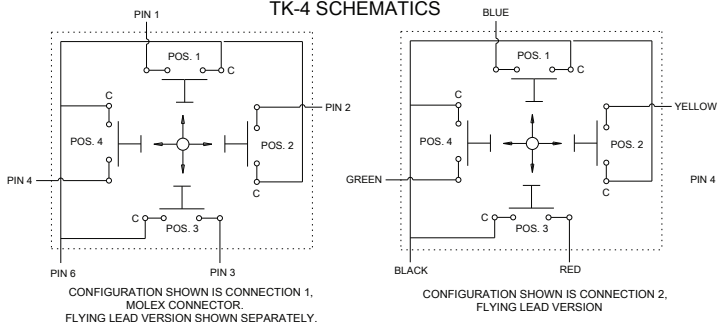 TK-4 SCHEMATICS
PIN 1
POS. 1
C
C
PIN 2
POS. 4
POS. 2
PIN 4
C
C
POS. 3
PIN 6
PIN 3
CONFIGURATION SHOWN IS CONNECTION 1,
MOLEX CONNECTOR.
FLYING LEAD VERSION SHOWN SEPARATELY.
BLUE
POS. 1
C
C
YELLOW
POS. 4
POS. 2
GREEN
PIN 4
C
C
POS. 3
BLACK
RED
CONFIGURATION SHOWN IS CONNECTION 2,
FLYING LEAD VERSION